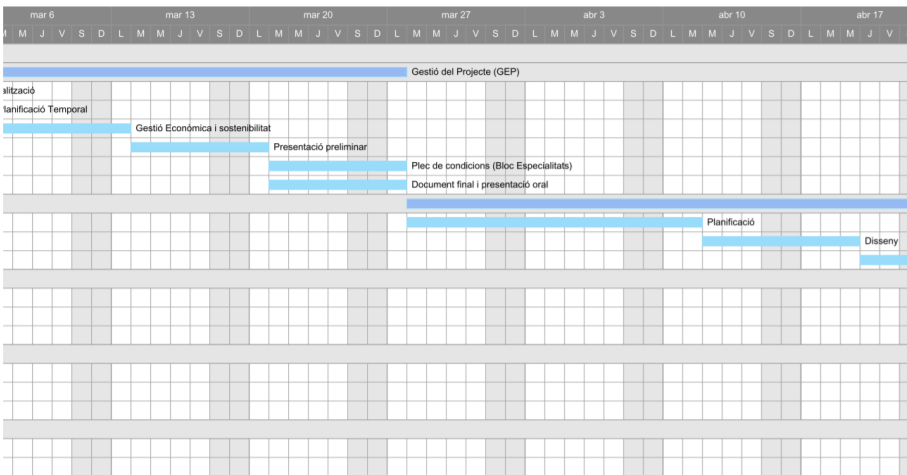 mar 6 mar 13 mar 20 mar 27 abr 3 abr 10 abr 17
M J V S D L M M J V S D L M M J V S D L M M J V S D L M M J V S D L M M J V S D L M M J V
Gestió del Projecte (GEP)
alització
Planificació Temporal
Gestió Econòmica i sostenibilitat
Presentació preliminar
Plec de condicions (Bloc Especialitats)
Document final i presentació oral
Planificació
Disseny